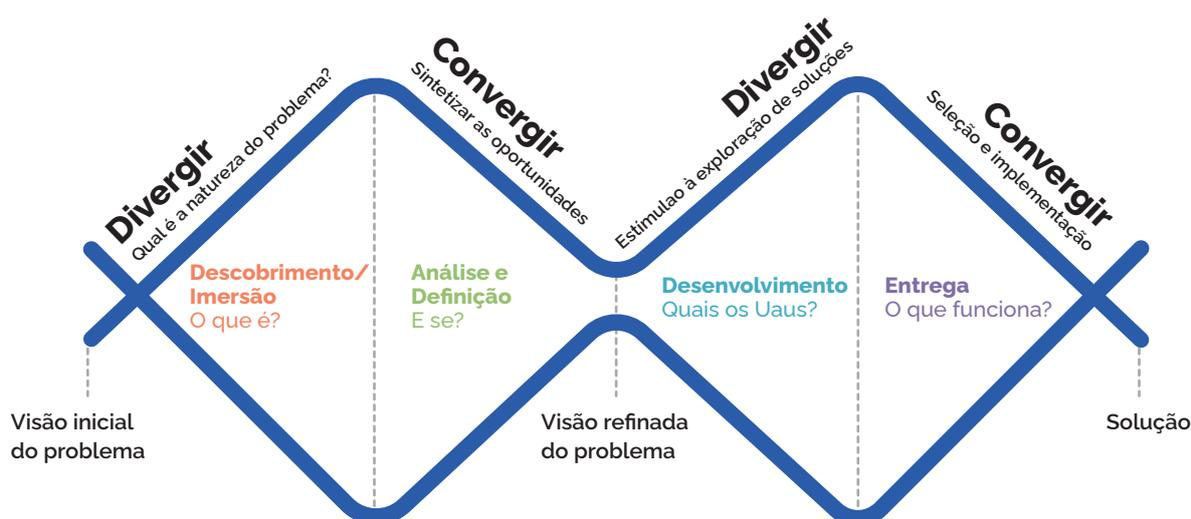 Divergir
Qual é a natureza do problema?
Convergir
Sintetizar as oportunidades
Divergir
Estímulao à exploração de soluções
Convergir
Seleção e implementação
Descobrimento/
Imersão
O que é?
Análise e
Definição
E se?
Desenvolvimento
Quais os Uaus?
Entrega
O que funciona?
Visão inicial
do problema
Visão refinada
do problema
Solução